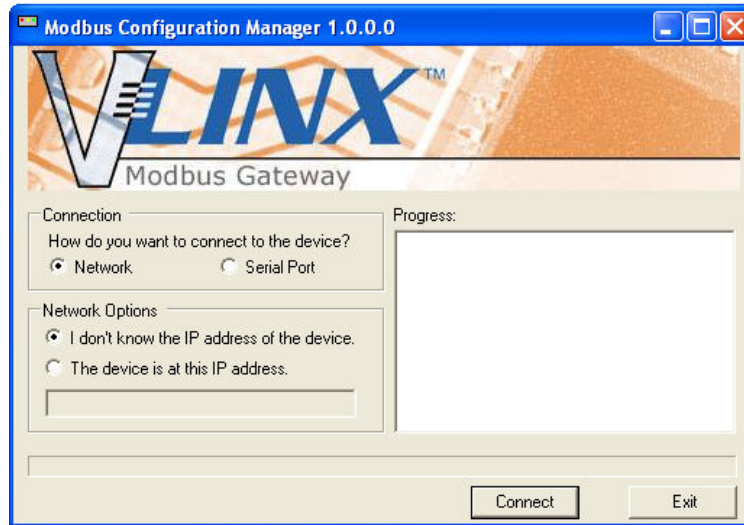 Modbus Configuration Manager 1.0.0.0
VLINX™
Modbus Gateway
Connection
How do you want to connect to the device?
Network Serial Port
Network Options
I don't know the IP address of the device.
The device is at this IP address.
Progress:
Connect Exit